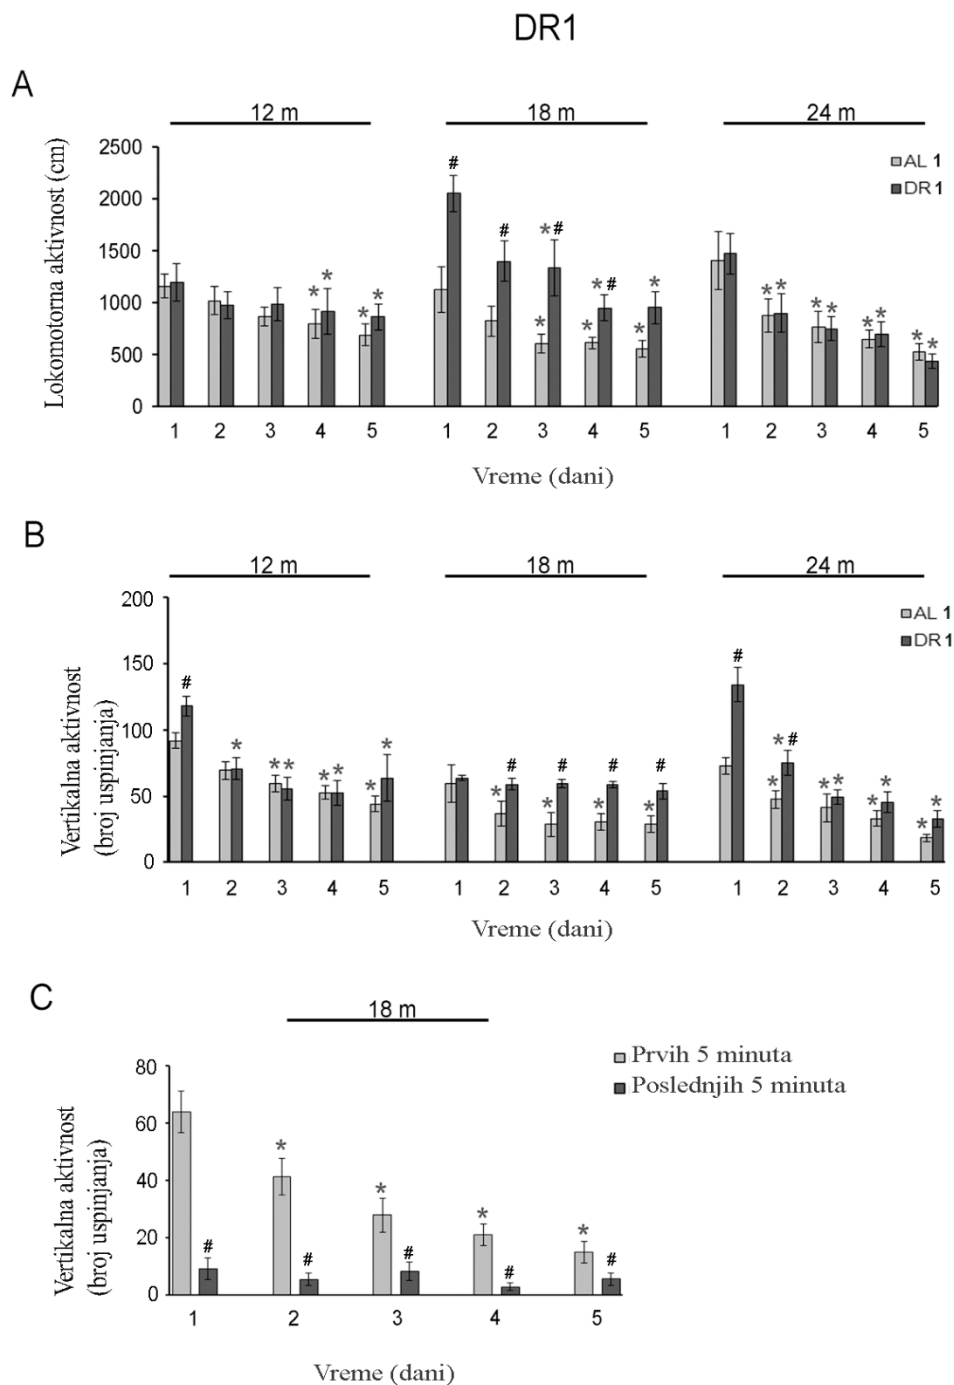 DR1
A
12 m 18 m 24 m
Lokomotorna aktivnost (cm)
2500
2000
1500
1000
500
0
AL 1
DR1
# # *# *#
* * * * * * * * * * * * * * * *
1 2 3 4 5 1 2 3 4 5 1 2 3 4 5
Vreme (dani)
B
12 m 18 m 24 m
Vertikalna aktivnost
(broj uspinjanja)
200
150
100
50
0
AL 1
DR1
# # # # # # *#
* * * * * * * * * * * * * * * * * * *
1 2 3 4 5 1 2 3 4 5 1 2 3 4 5
Vreme (dani)
C
18 m
Vertikalna aktivnost
(broj uspinjanja)
80
60
40
20
0
Prvih 5 minuta
Poslednjih 5 minuta
* * * *
# # # # #
1 2 3 4 5
Vreme (dani)